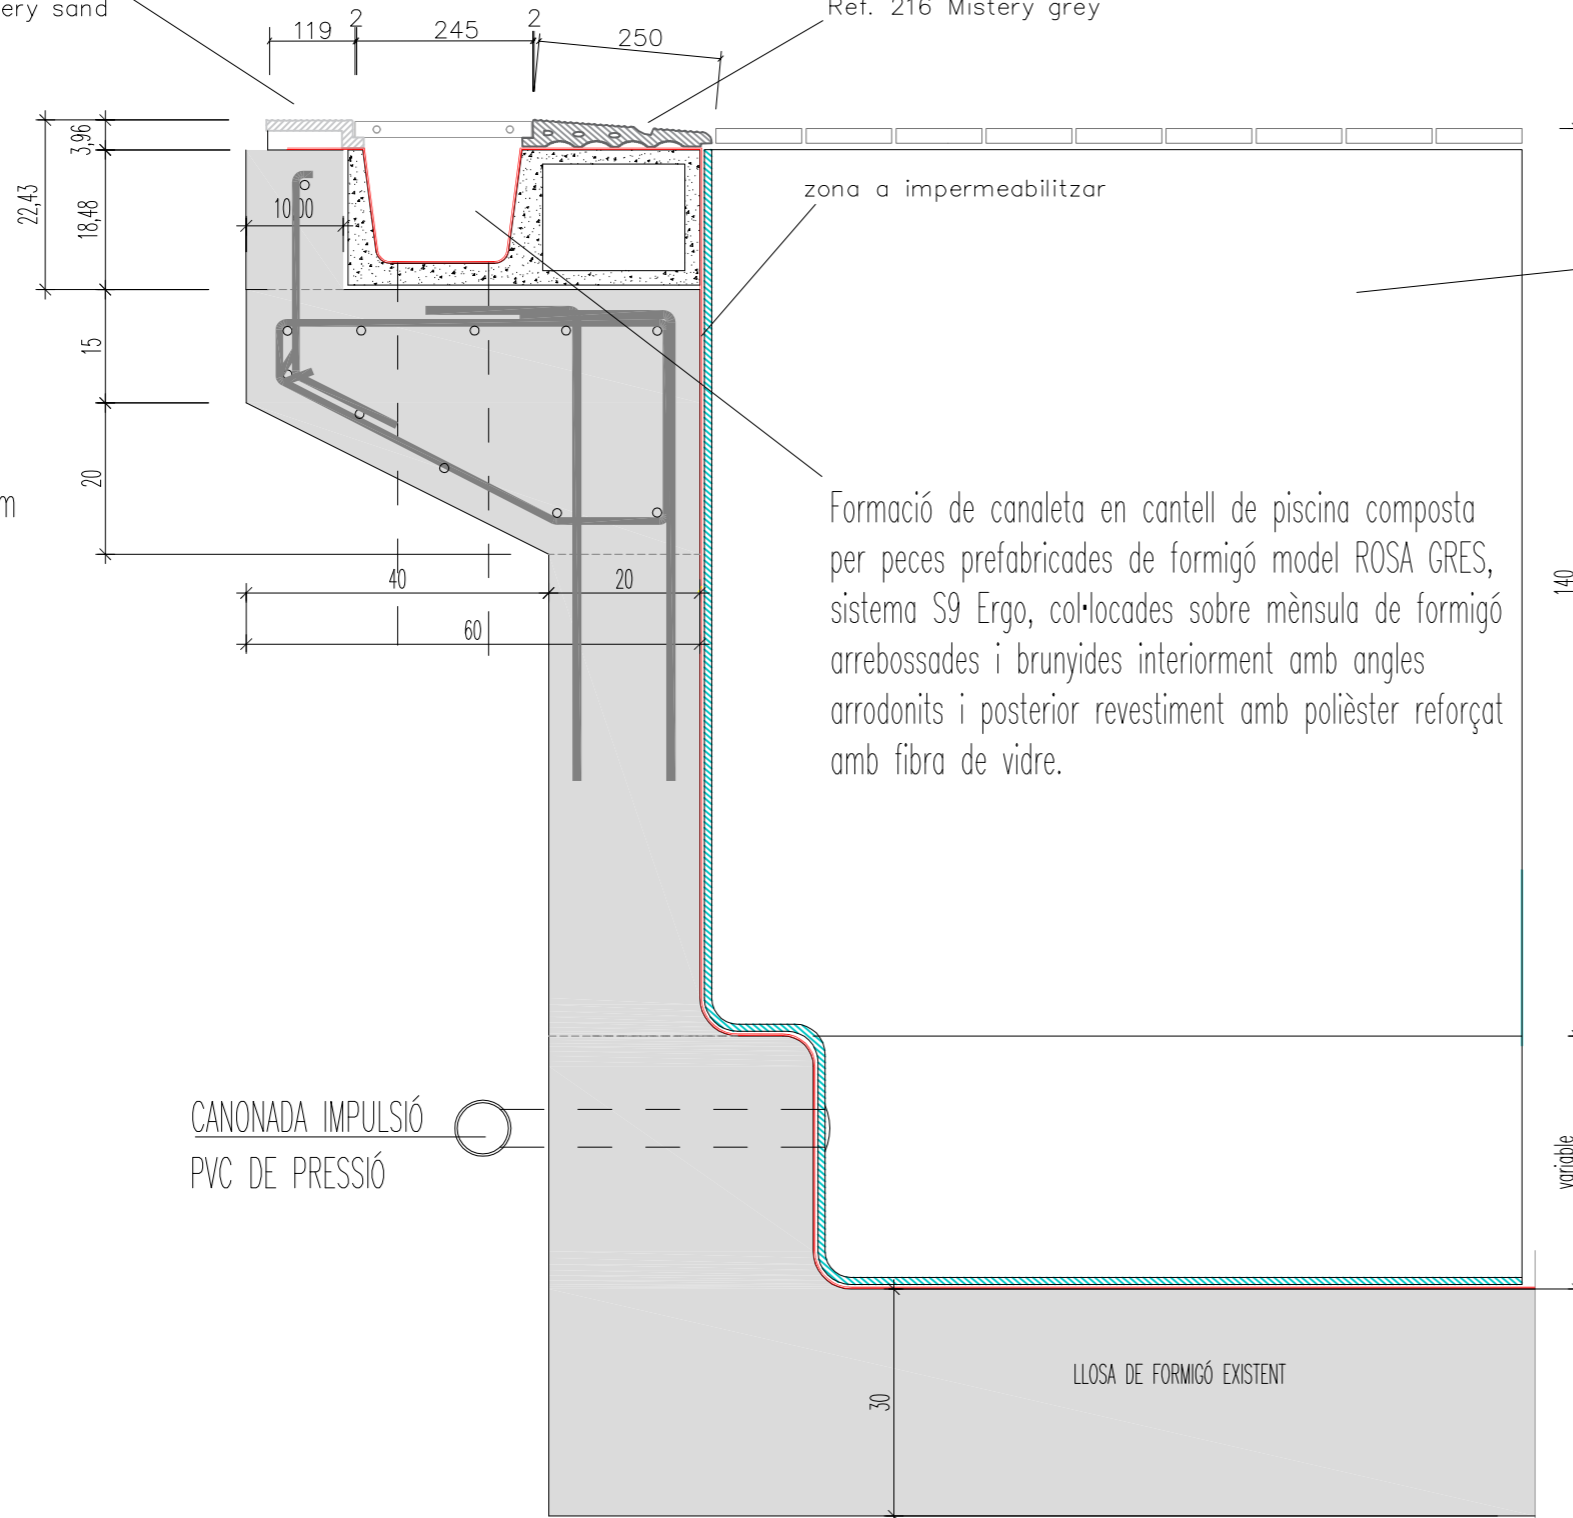 ery sand
Ref. 216 Mistery grey
119
2
245
2
250
3,96
22,43
18,48
10,00
zona a impermeabilitzar
15
20
m
40
20
60
Formació de canaleta en cantell de piscina composta
per peces prefabricades de formigó model ROSA GRES,
sistema S9 Ergo, col·locades sobre mènsula de formigó
arrebossades i brunyides interiorment amb angles
arrodonits i posterior revestiment amb polièster reforçat
amb fibra de vidre.
140
CANONADA IMPULSIÓ
PVC DE PRESSIÓ
variable
LLOSA DE FORMIGÓ EXISTENT
30